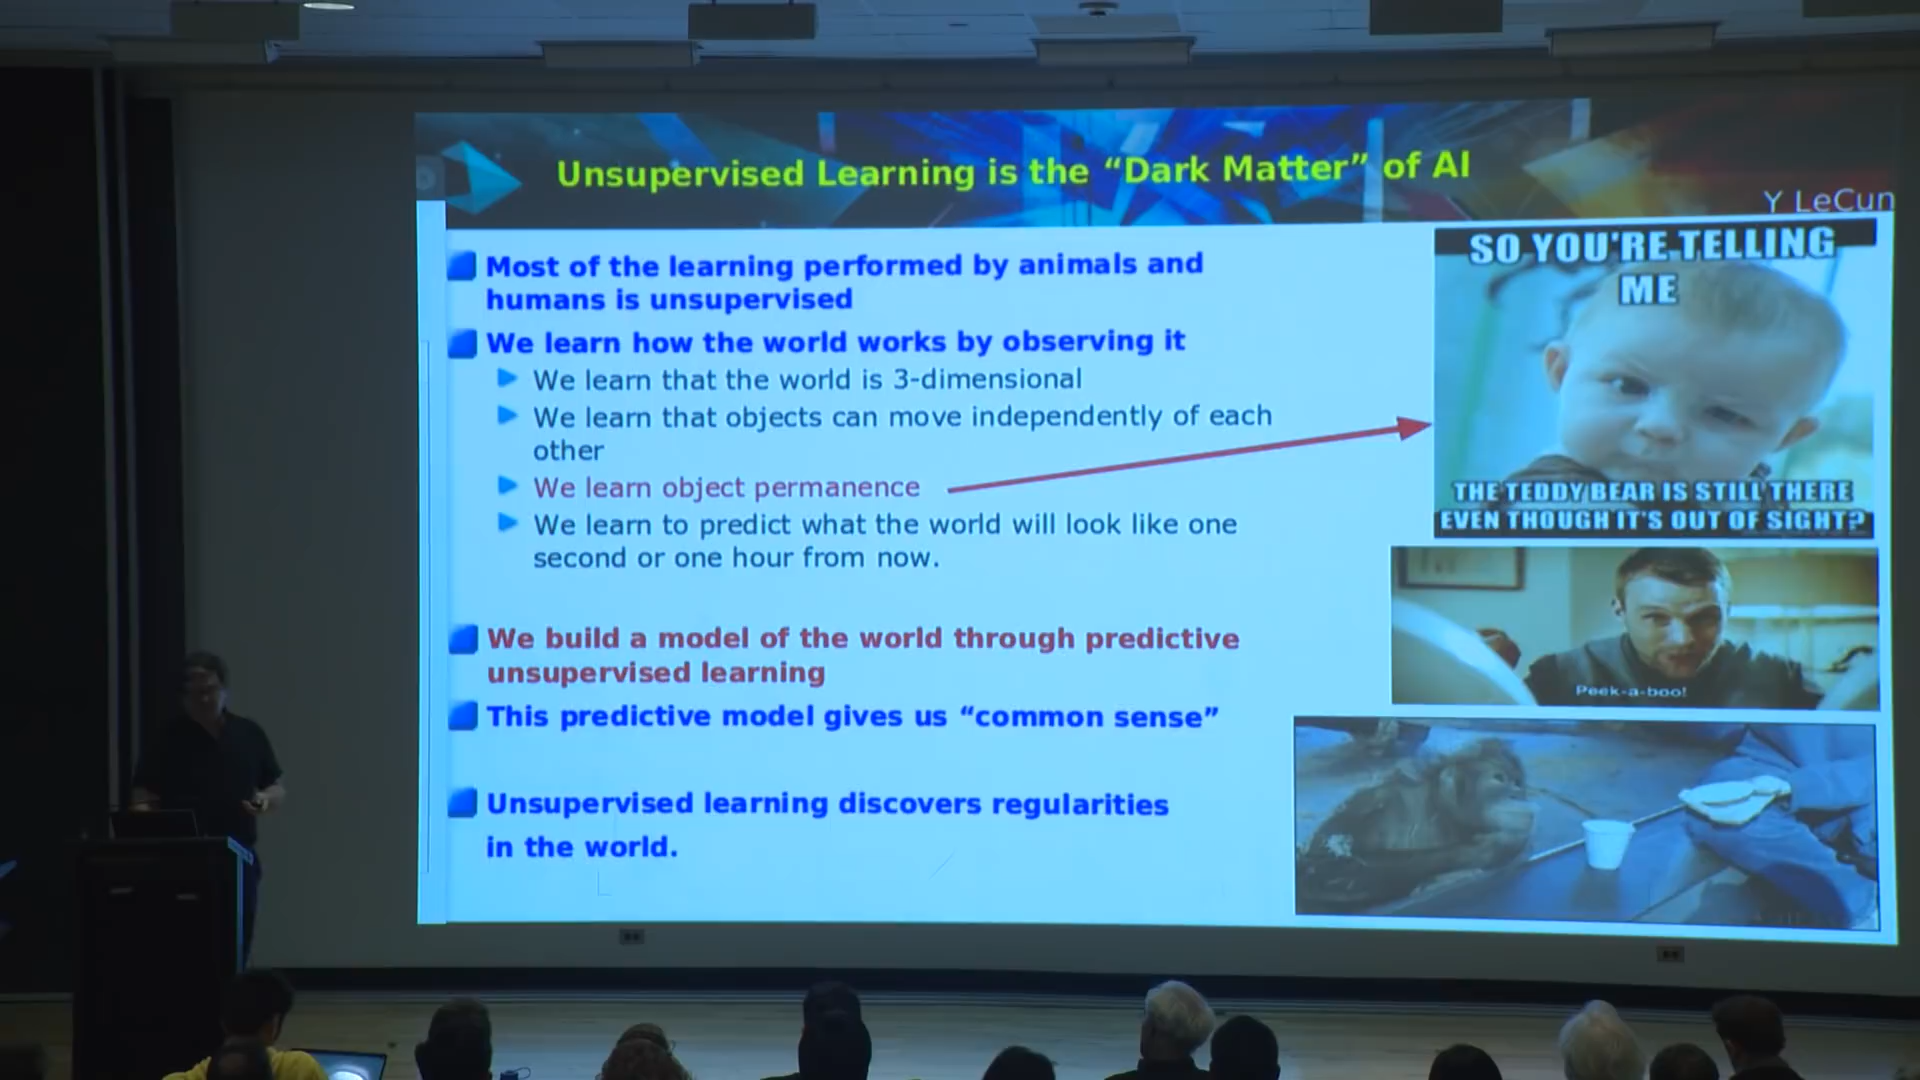 Unsupervised Learning is the “Dark Matter” of AI
Y LeCun
Most of the learning performed by animals and
humans is unsupervised
We learn how the world works by observing it
We learn that the world is 3-dimensional
We learn that objects can move independently of each
other
We learn object permanence
We learn to predict what the world will look like one
second or one hour from now.
We build a model of the world through predictive
unsupervised learning
This predictive model gives us “common sense”
Unsupervised learning discovers regularities
in the world.
SO YOU'RE TELLING
ME
THE TEDDY BEAR IS STILL THERE
EVEN THOUGH IT'S OUT OF SIGHT?
Peek-a-boo!